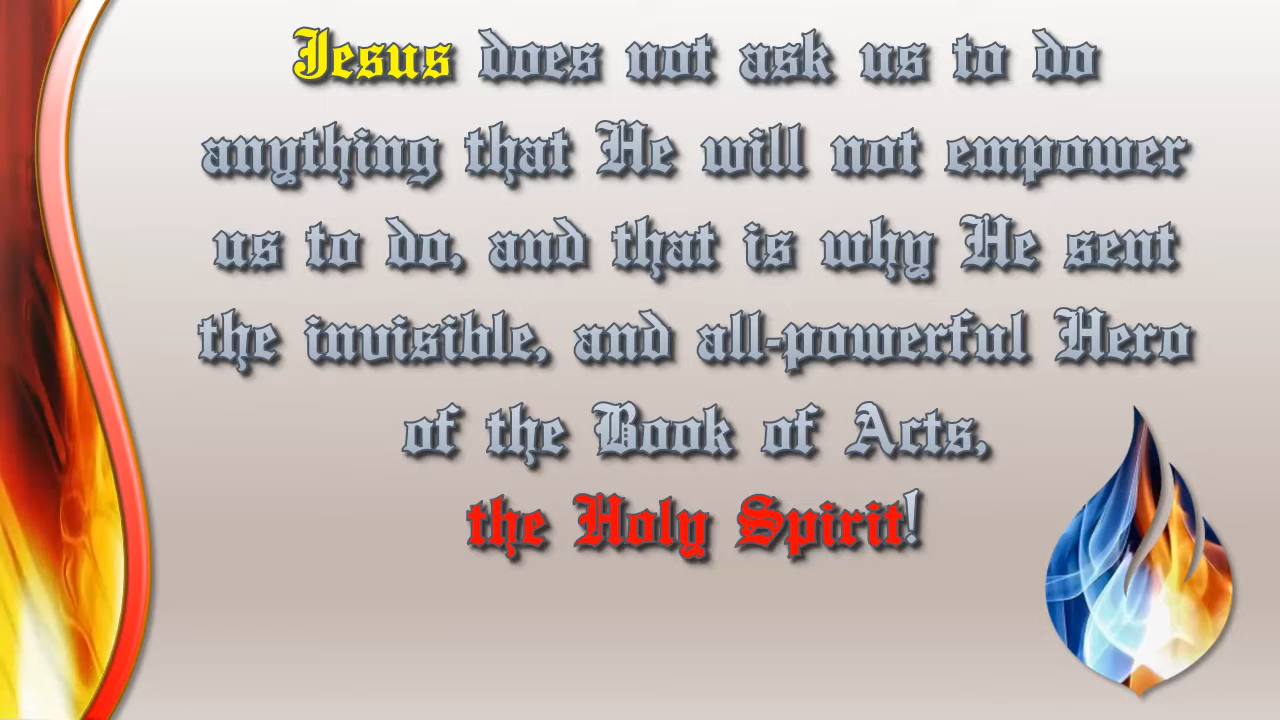 Jesus does not ask us to do
anything that He will not empower
us to do, and that is why He sent
the invisible, and all-powerful Hero
of the Book of Acts,
the Holy Spirit!